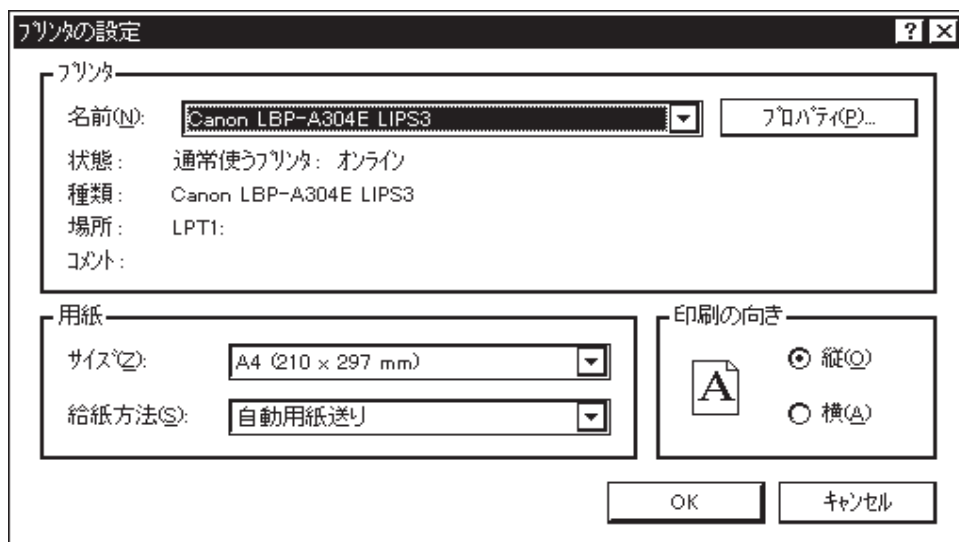 プリンタの設定
プリンタ
名前(N): Canon LBP-A304E LIPS3 プロパティ(P)...
状態: 通常使うプリンタ: オンライン
種類: Canon LBP-A304E LIPS3
場所: LPT1:
コメント:
用紙
サイズ(Z): A4 (210 x 297 mm)
給紙方法(S): 自動用紙送り
印刷の向き
A
縦(O)
横(A)
OK キャンセル